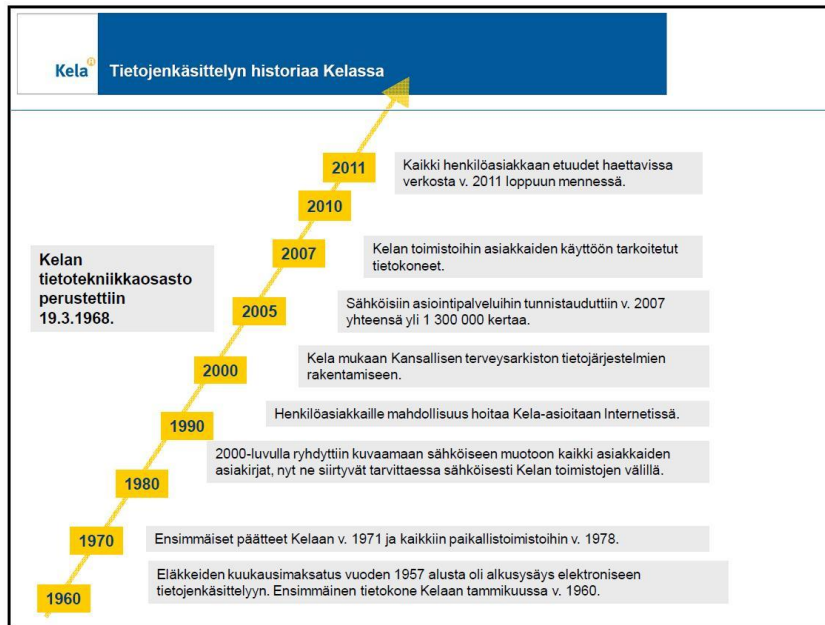 Kela
Tietojenkäsittelyn historiaa Kelassa
2011
Kaikki henkilöasiakkaan etuudet haettavissa
verkosta v. 2011 loppuun mennessä.
2010
2007
Kelan toimistoihin asiakkaiden käyttöön tarkoitetut
tietokoneet.
Kelan
tietotekniikkaosasto
perustettiin
19.3.1968.
2005
Sähköisiin asiointipalveluihin tunnistauduttiin v. 2007
yhteensä yli 1 300 000 kertaa.
2000
Kela mukaan Kansallisen terveysarkiston tietojärjestelmien
rakentamiseen.
1990
Henkilöasiakkaille mahdollisuus hoitaa Kela-asioitaan Internetissä.
2000-luvulla ryhdyttiin kuvaamaan sähköiseen muotoon kaikki asiakkaiden
asiakirjat, nyt ne siirtyvät tarvittaessa sähköisesti Kelan toimistojen välillä.
1980
1970
Ensimmäiset päätteet Kelaan v. 1971 ja kaikkiin paikallistoimistoihin v. 1978.
Eläkkeiden kuukausimaksatus vuoden 1957 alusta oli alkusysäys elektroniseen
tietojenkäsittelyyn. Ensimmäinen tietokone Kelaan tammikuussa v. 1960.
1960